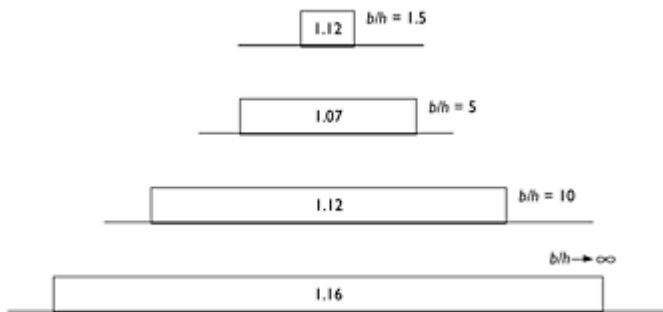 1.12 b/h = 1.5
1.07 b/h = 5
1.12 b/h = 10
b/h→∞
1.16